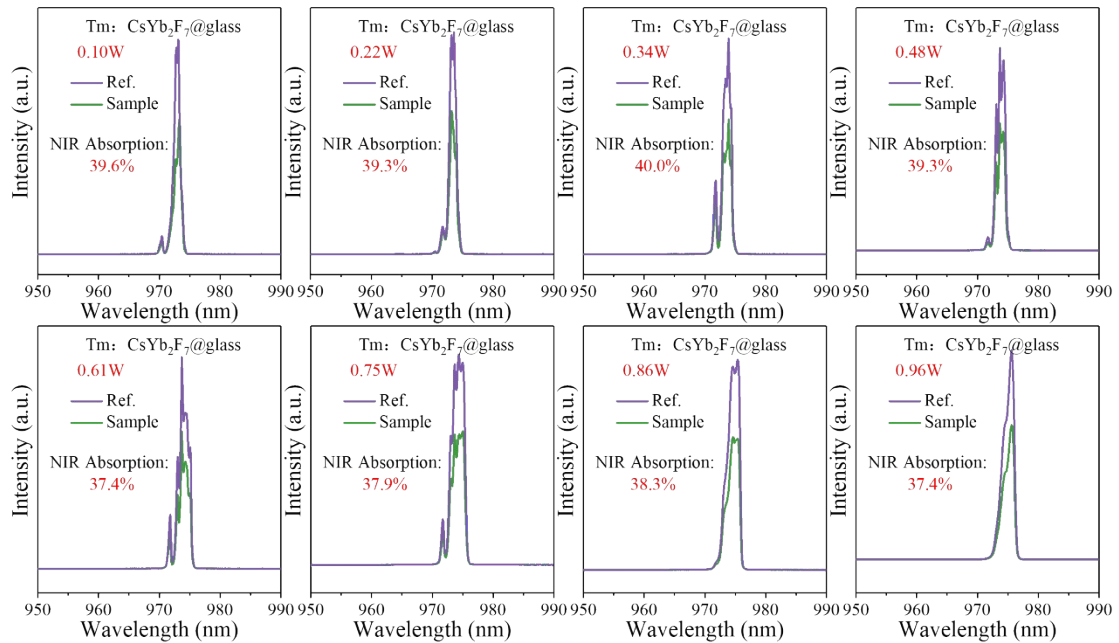 Tm: CsYb₂F₇@glass
0.10W
Ref.
Sample
NIR Absorption:
39.6%
Intensity (a.u.)
950 960 970 980 990
Wavelength (nm)
Tm: CsYb₂F₇@glass
0.22W
Ref.
Sample
NIR Absorption:
39.3%
Intensity (a.u.)
950 960 970 980 990
Wavelength (nm)
Tm: CsYb₂F₇@glass
0.34W
Ref.
Sample
NIR Absorption:
40.0%
Intensity (a.u.)
950 960 970 980 990
Wavelength (nm)
Tm: CsYb₂F₇@glass
0.48W
Ref.
Sample
NIR Absorption:
39.3%
Intensity (a.u.)
950 960 970 980 990
Wavelength (nm)
Tm: CsYb₂F₇@glass
0.61W
Ref.
Sample
NIR Absorption:
37.4%
Intensity (a.u.)
950 960 970 980 990
Wavelength (nm)
Tm: CsYb₂F₇@glass
0.75W
Ref.
Sample
NIR Absorption:
37.9%
Intensity (a.u.)
950 960 970 980 990
Wavelength (nm)
Tm: CsYb₂F₇@glass
0.86W
Ref.
Sample
NIR Absorption:
38.3%
Intensity (a.u.)
950 960 970 980 990
Wavelength (nm)
Tm: CsYb₂F₇@glass
0.96W
Ref.
Sample
NIR Absorption:
37.4%
Intensity (a.u.)
950 960 970 980 990
Wavelength (nm)